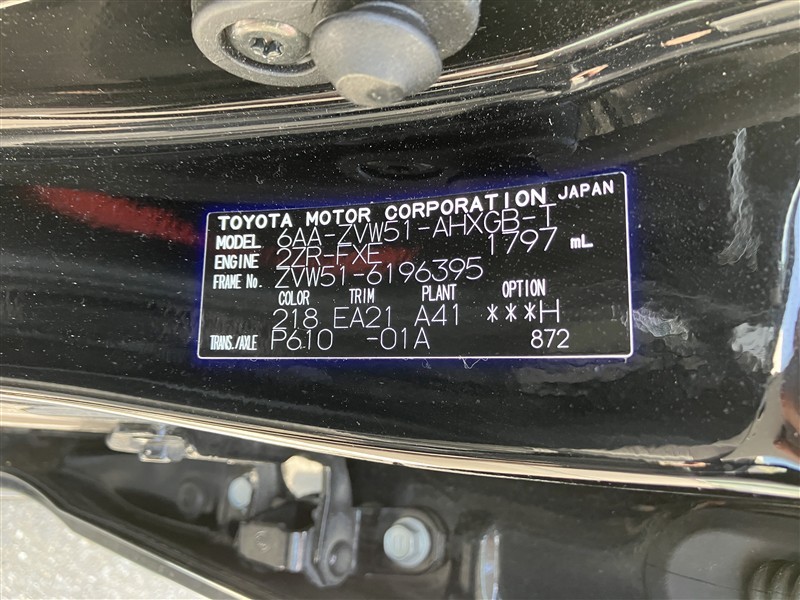 TOYOTA MOTOR CORPORATION JAPAN
MODEL 6AA-ZVW51-AHXGB-T
ENGINE 2ZR-FXE 1797 mL
FRAME No. ZVW51-6196395
COLOR TRIM PLANT OPTION
218 EA21 A41 ***H
TRANS./AXLE P610 -01A 872